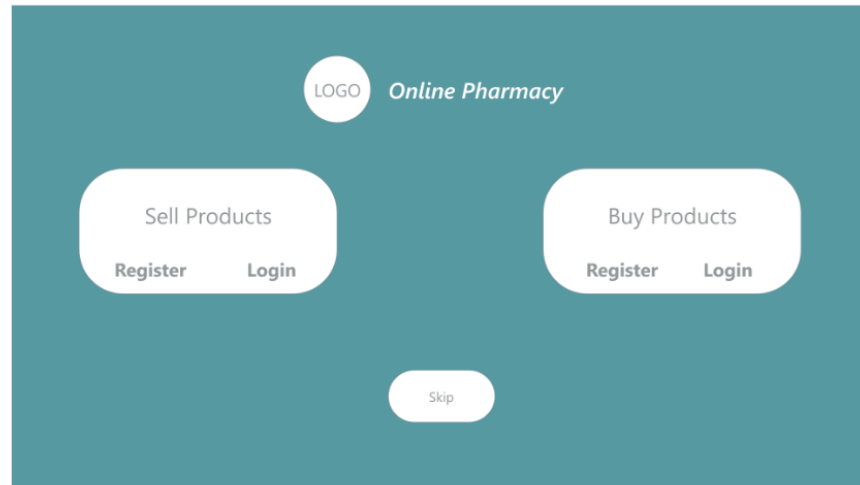 LOGO Online Pharmacy
Sell Products
Register Login
Buy Products
Register Login
Skip